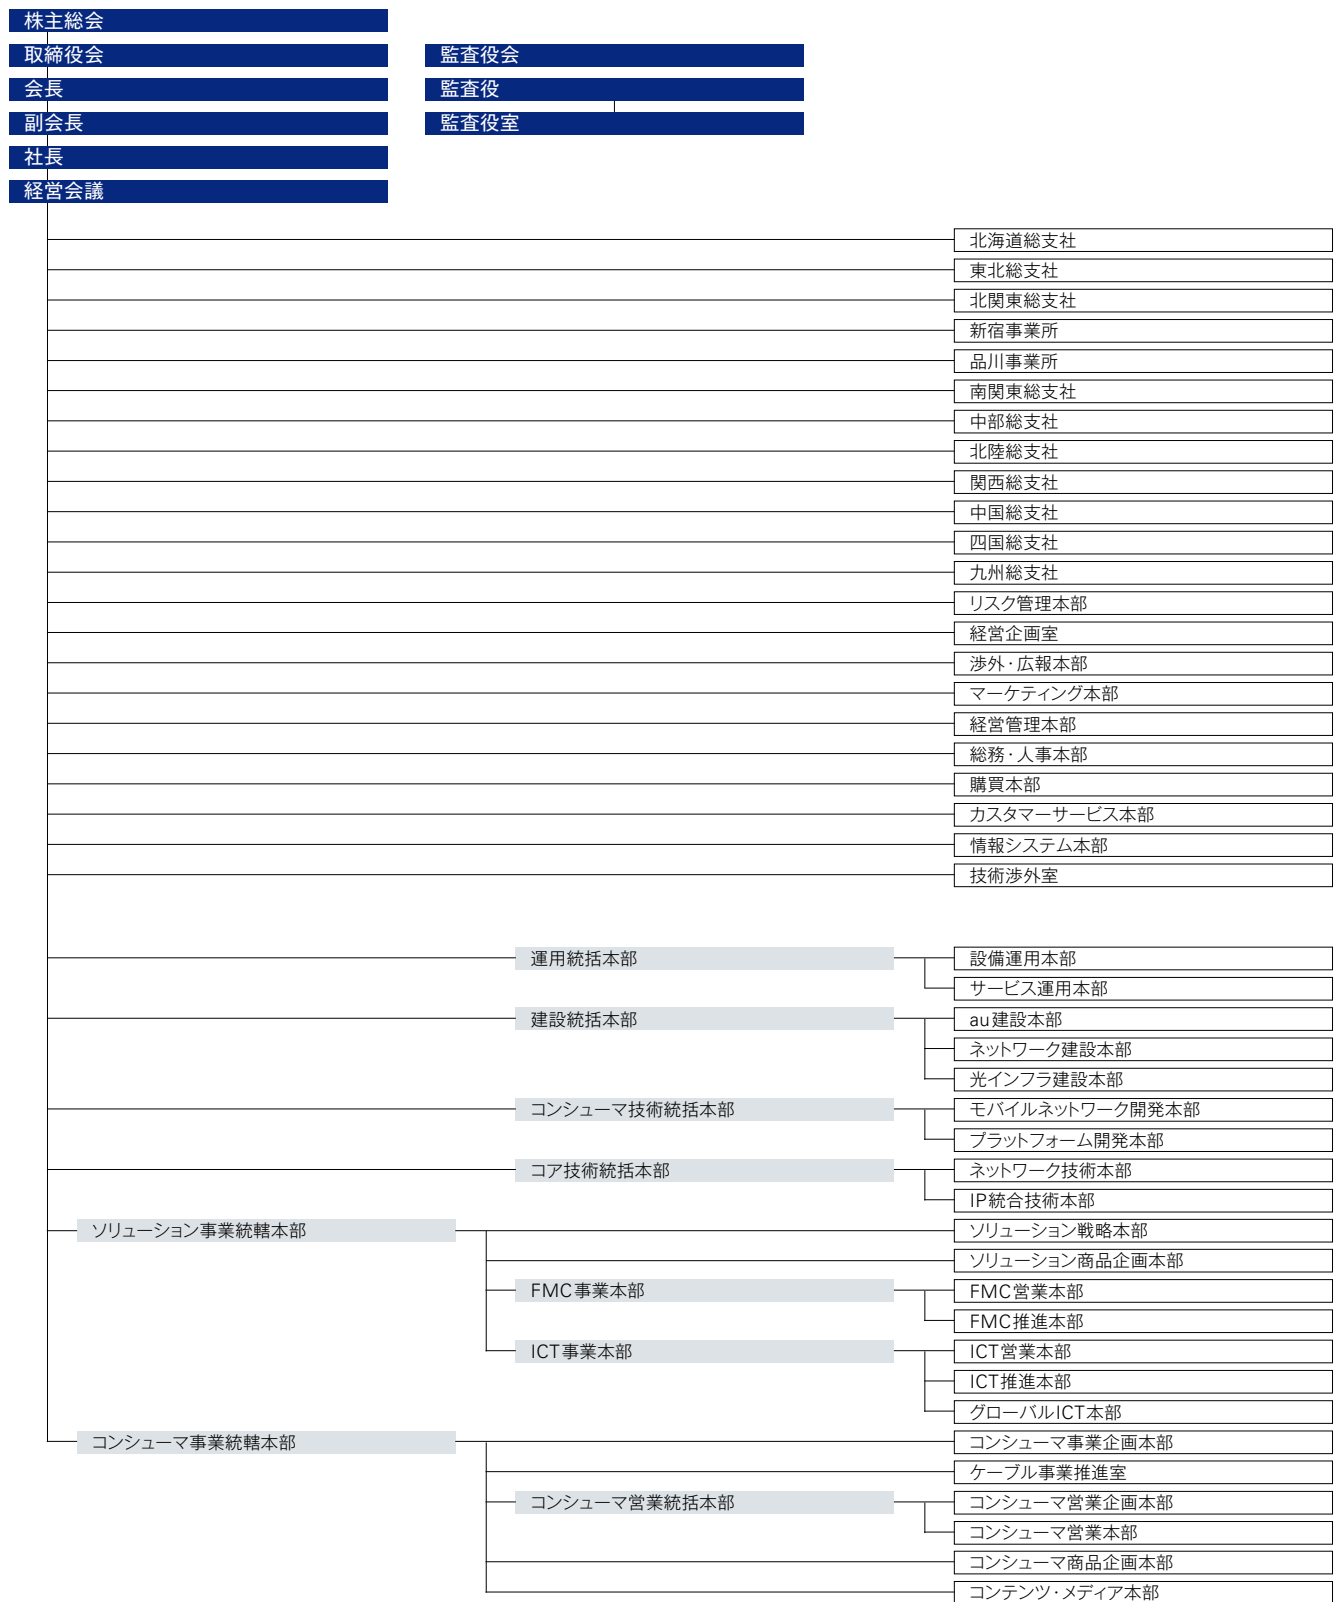 株主総会
取締役会
監査役会
会長
監査役
副会長
監査役室
社長
経営会議
北海道総支社
東北総支社
北関東総支社
新宿事業所
品川事業所
南関東総支社
中部総支社
北陸総支社
関西総支社
中国総支社
四国総支社
九州総支社
リスク管理本部
経営企画室
渉外・広報本部
マーケティング本部
経営管理本部
総務・人事本部
購買本部
カスタマーサービス本部
情報システム本部
技術渉外室
運用統括本部
設備運用本部
サービス運用本部
建設統括本部
au建設本部
ネットワーク建設本部
光インフラ建設本部
コンシューマ技術統括本部
モバイルネットワーク開発本部
プラットフォーム開発本部
コア技術統括本部
ネットワーク技術本部
IP統合技術本部
ソリューション事業統轄本部
ソリューション戦略本部
ソリューション商品企画本部
FMC事業本部
FMC営業本部
FMC推進本部
ICT事業本部
ICT営業本部
ICT推進本部
グローバルICT本部
コンシューマ事業統轄本部
コンシューマ事業企画本部
ケーブル事業推進室
コンシューマ営業統括本部
コンシューマ営業企画本部
コンシューマ営業本部
コンシューマ商品企画本部
コンテンツ・メディア本部